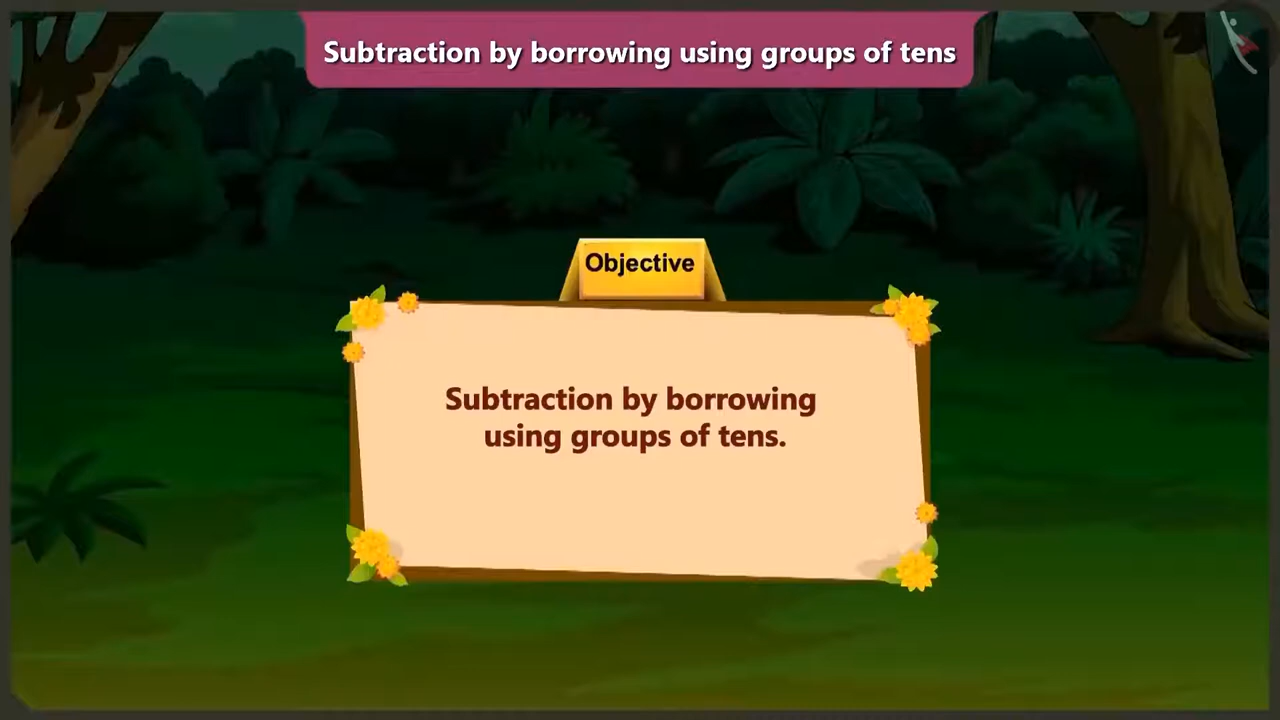 Subtraction by borrowing using groups of tens
Objective
Subtraction by borrowing
using groups of tens.